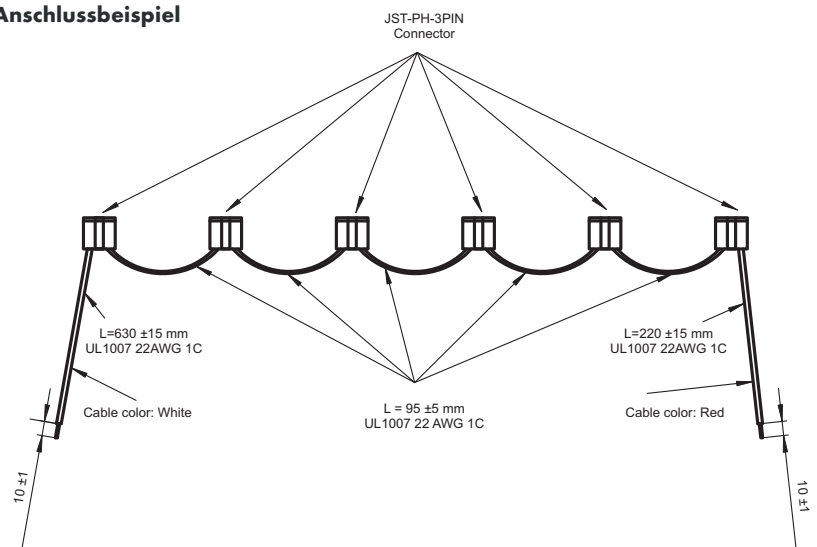 Anschlussbeispiel
JST-PH-3PIN
Connector
L=630 ±15 mm
UL1007 22AWG 1C
L=220 ±15 mm
UL1007 22AWG 1C
Cable color: White
L = 95 ±5 mm
UL1007 22 AWG 1C
Cable color: Red
10 ±1
10 ±1